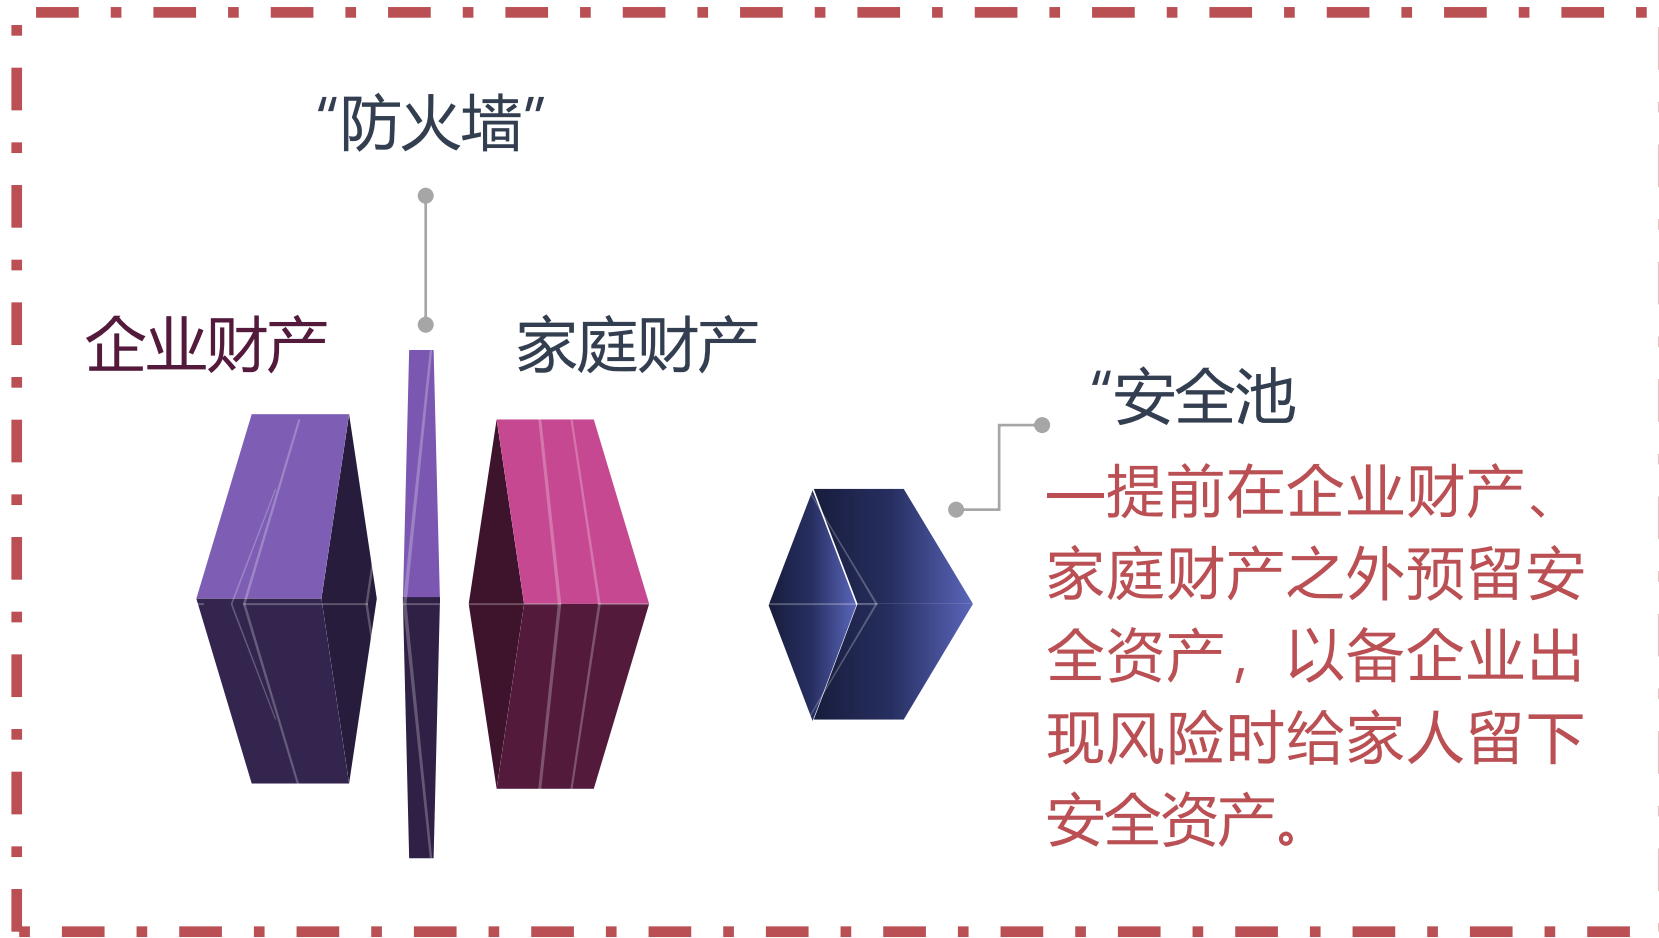 “防火墙”
企业财产
家庭财产
“安全池
—提前在企业财产、
家庭财产之外预留安
全资产，以备企业出
现风险时给家人留下
安全资产。